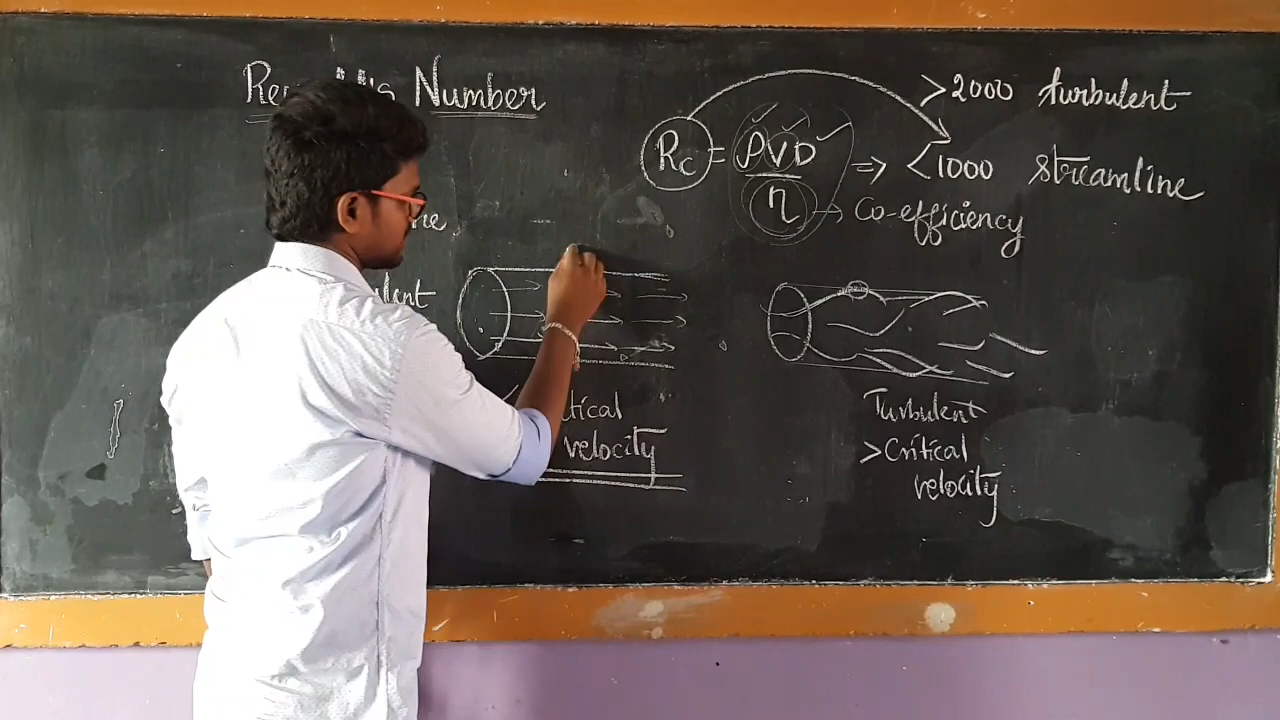 Number
Rc = ρVD / η => <1000 streamline
>2000 turbulent
→ Co-efficiency
velocity
Turbulent
>Critical
velocity